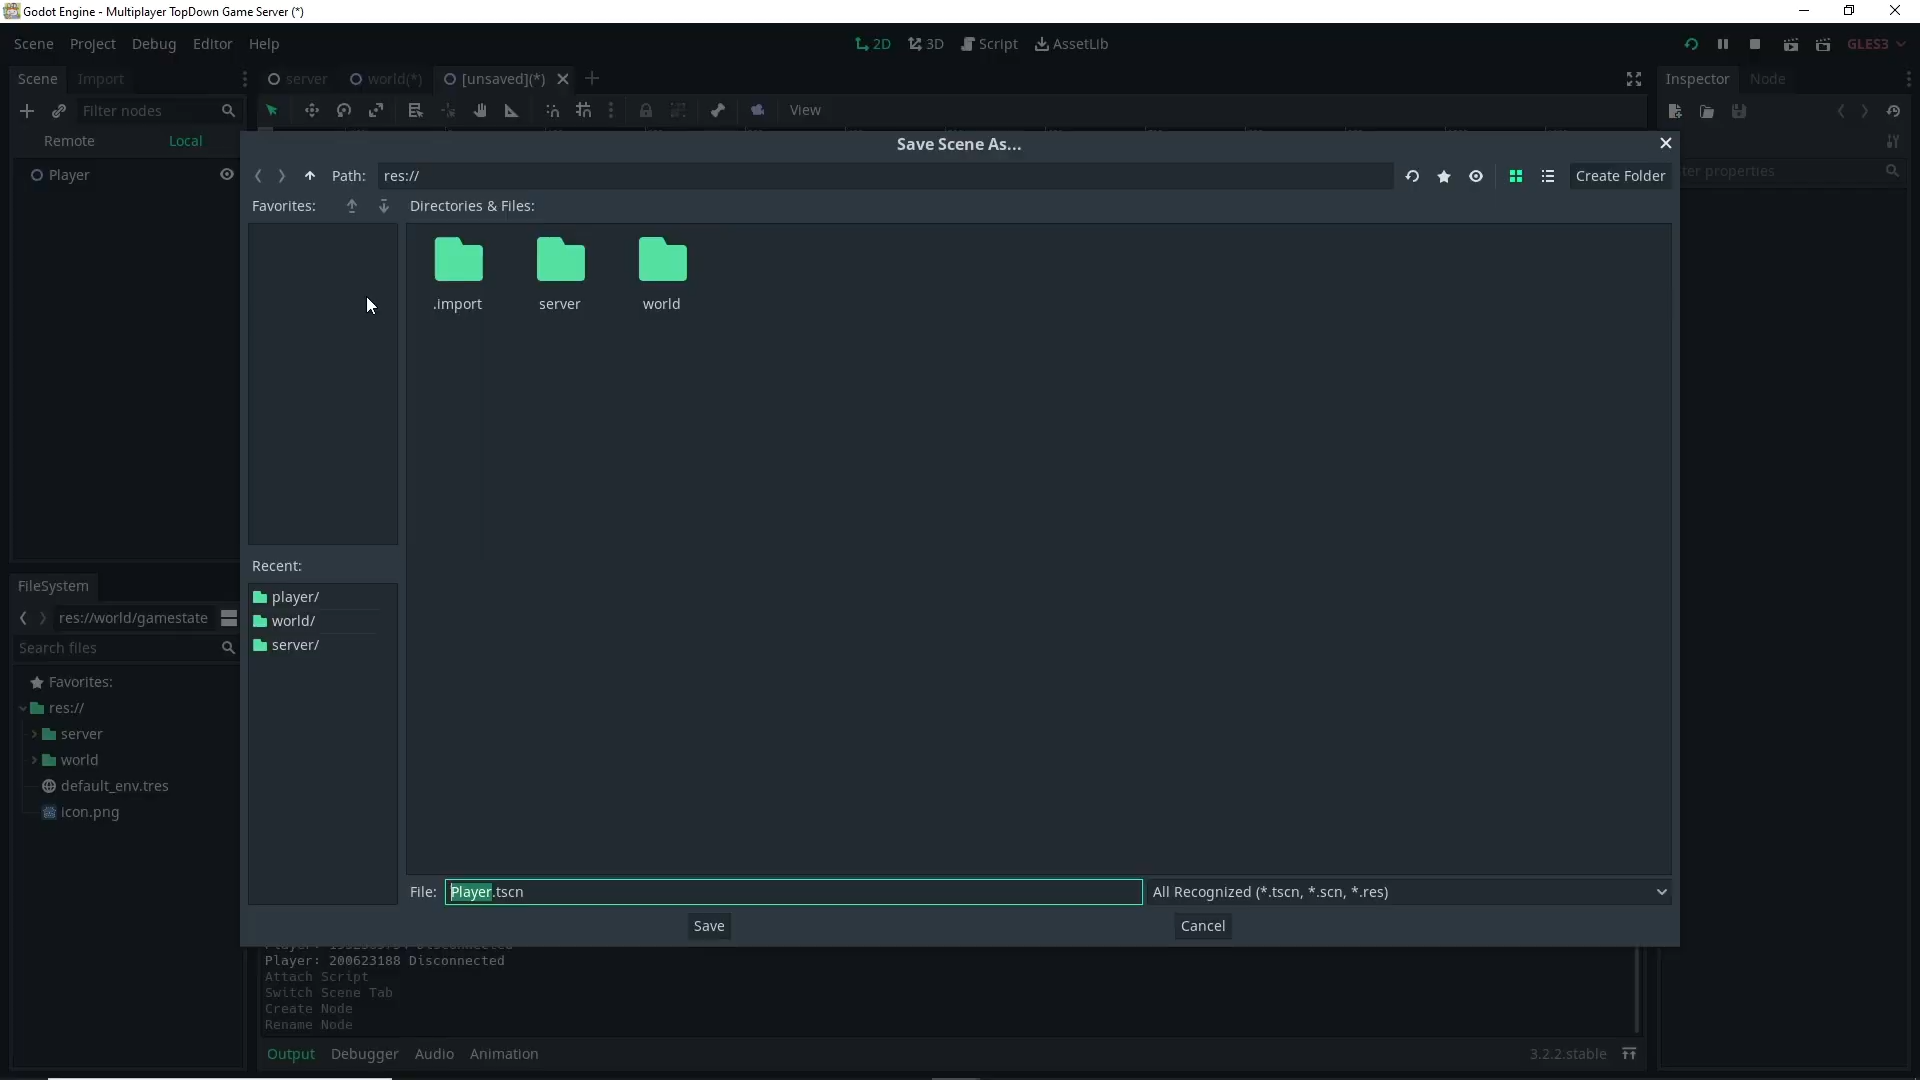 Godot Engine - Multiplayer TopDown Game Server (*)
Scene Project Debug Editor Help
2D 3D Script AssetLib
GLES3
Scene Import
server world(*) [unsaved](*)
Inspector Node
Filter nodes
View
Remote Local
Player
Save Scene As...
Path: res://
Create Folder
Favorites:
Directories & Files:
ter properties
.import server world
Recent:
player/
world/
server/
FileSystem
res://world/gamestate
Search files
Favorites:
res://
server
world
default_env.tres
icon.png
File: Player.tscn
All Recognized (*.tscn, *.scn, *.res)
Save Cancel
Player: 200623188 Disconnected
Attach Script
Switch Scene Tab
Create Node
Rename Node
Output Debugger Audio Animation
3.2.2.stable